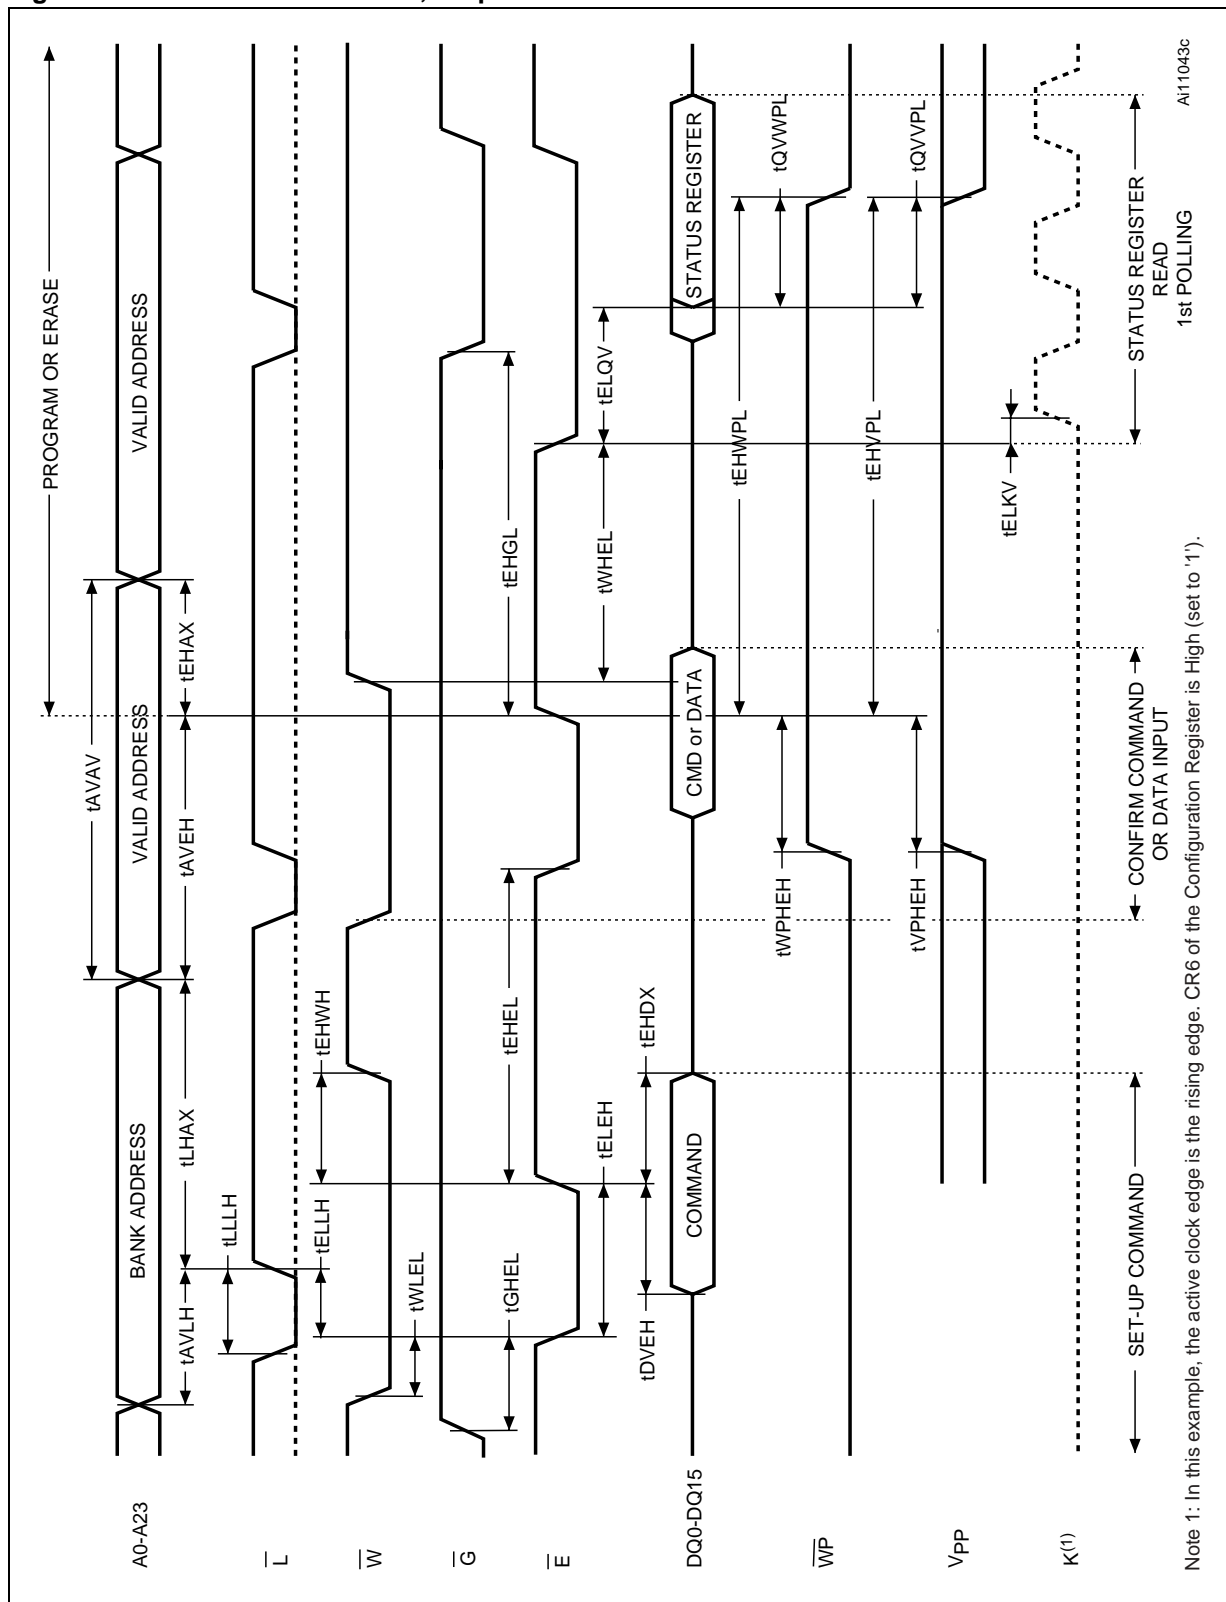 PROGRAM OR ERASE
tAVAV
A0-A23
BANK ADDRESS
VALID ADDRESS
VALID ADDRESS
tAVLH
tLHAX
tAVEH
tEHAX
tLLLH
L
tELLH
tEHWH
W
tWLEL
G
tGHEL
tEHEL
tEHGL
E
tELEH
tWHEL
tELQV
tDVEH
tEHDX
DQ0-DQ15
COMMAND
CMD or DATA
STATUS REGISTER
tEHWPL
tWPHEH
tQVWPL
WP
tEHVPL
tVPHEH
tQVVPL
VPP
tELKV
K(1)
SET-UP COMMAND
CONFIRM COMMAND
OR DATA INPUT
STATUS REGISTER
READ
1st POLLING
Ai11043c
Note 1: In this example, the active clock edge is the rising edge. CR6 of the Configuration Register is High (set to '1').